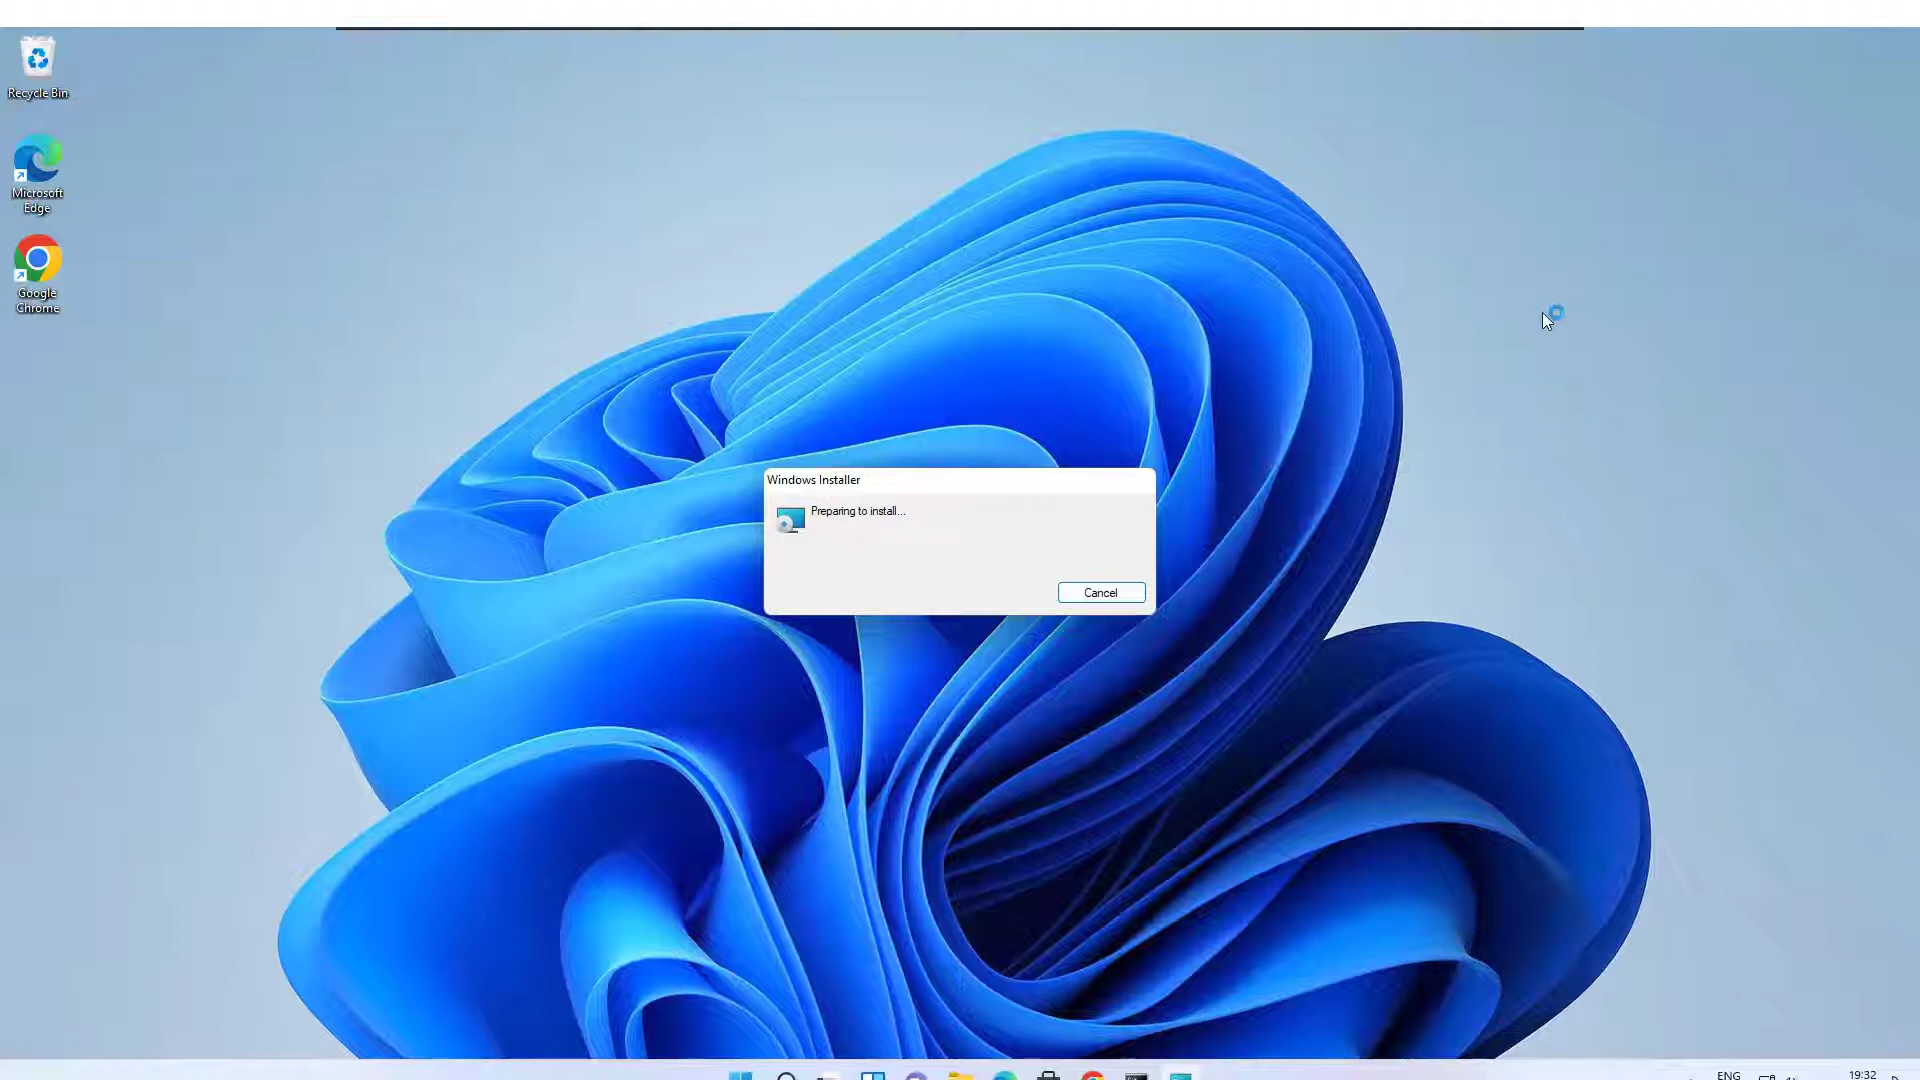 Recycle Bin
Microsoft
Edge
Google
Chrome
Windows Installer
Preparing to install...
Cancel
ENG
19:32